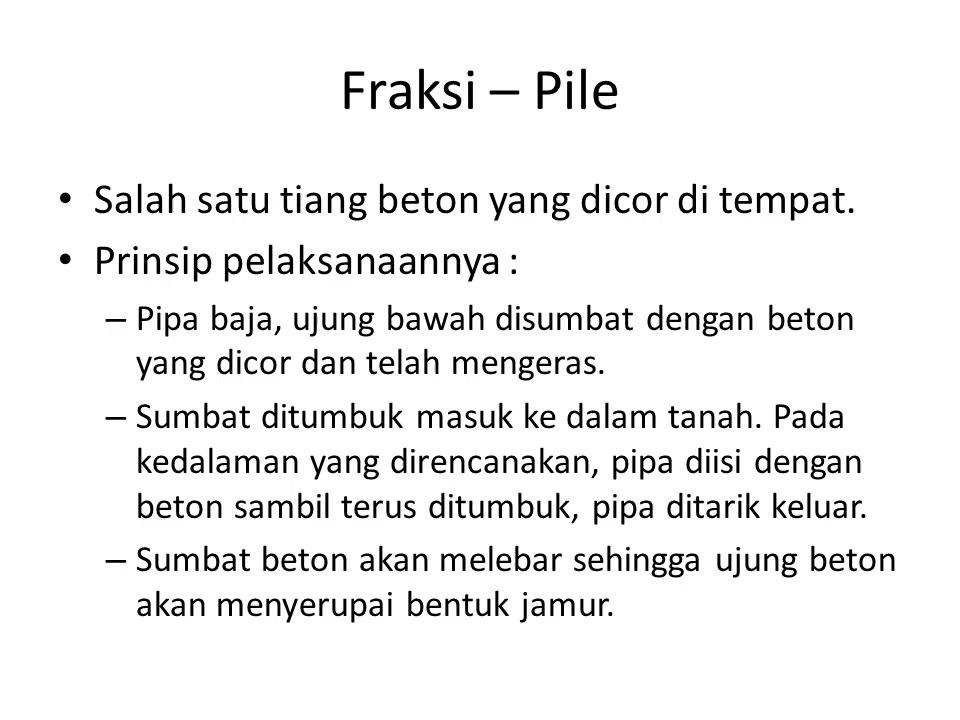 Fraksi – Pile
• Salah satu tiang beton yang dicor di tempat.
• Prinsip pelaksanaannya :
– Pipa baja, ujung bawah disumbat dengan beton
yang dicor dan telah mengeras.
– Sumbat ditumbuk masuk ke dalam tanah. Pada
kedalaman yang direncanakan, pipa diisi dengan
beton sambil terus ditumbuk, pipa ditarik keluar.
– Sumbat beton akan melebar sehingga ujung beton
akan menyerupai bentuk jamur.